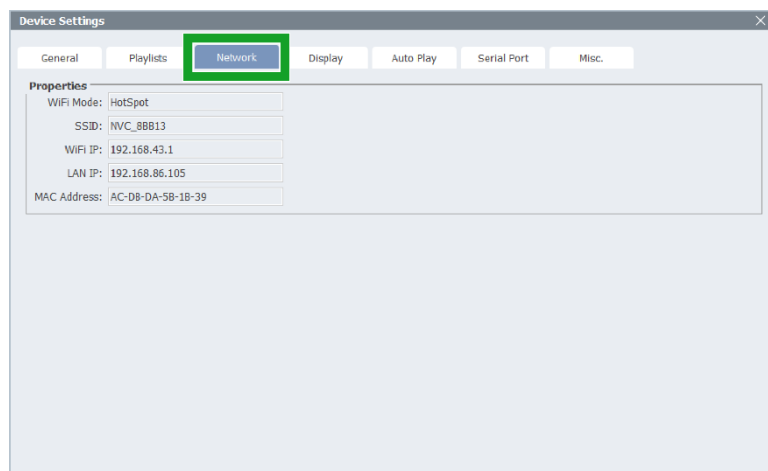 Device Settings
General Playlists Network Display Auto Play Serial Port Misc.
Properties
WiFi Mode: HotSpot
SSID: NVC_8BB13
WiFi IP: 192.168.43.1
LAN IP: 192.168.86.105
MAC Address: AC-DB-DA-5B-1B-39